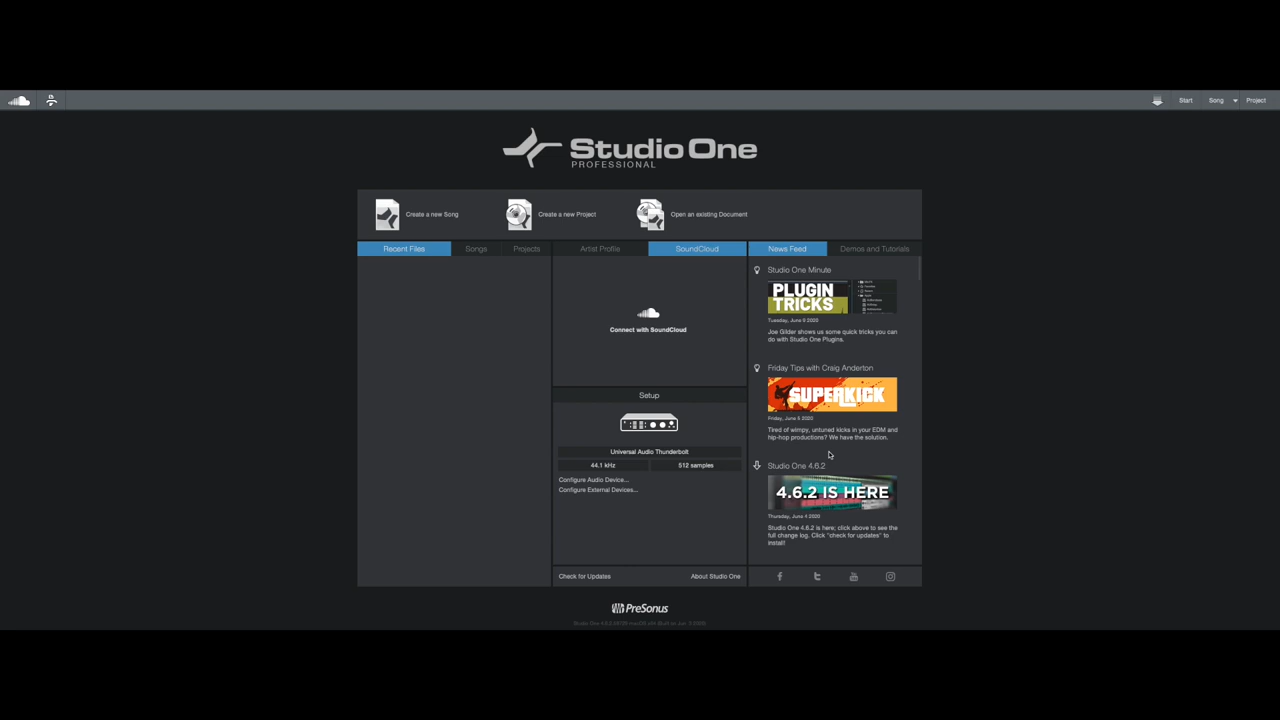 Start Song Project
Studio One
PROFESSIONAL
Create a new Song
Create a new Project
Open an existing Document
Recent Files Songs Projects
Artist Profile SoundCloud
News Feed Demos and Tutorials
Connect with SoundCloud
Setup
Universal Audio Thunderbolt
44.1 kHz 512 samples
Configure Audio Device...
Configure External Devices...
Check for Updates About Studio One
Studio One Minute
PLUGIN
TRICKS
Tuesday, June 9 2020
Joe Gilder shows us some quick tricks you can
do with Studio One Plugins.
Friday Tips with Craig Anderton
SUPERKICK
Friday, June 5 2020
Tired of wimpy, untuned kicks in your EDM and
hip-hop productions? We have the solution.
Studio One 4.6.2
4.6.2 IS HERE
Thursday, June 4 2020
Studio One 4.6.2 is here; click above to see the
full change log. Click "check for updates" to
install!
PreSonus